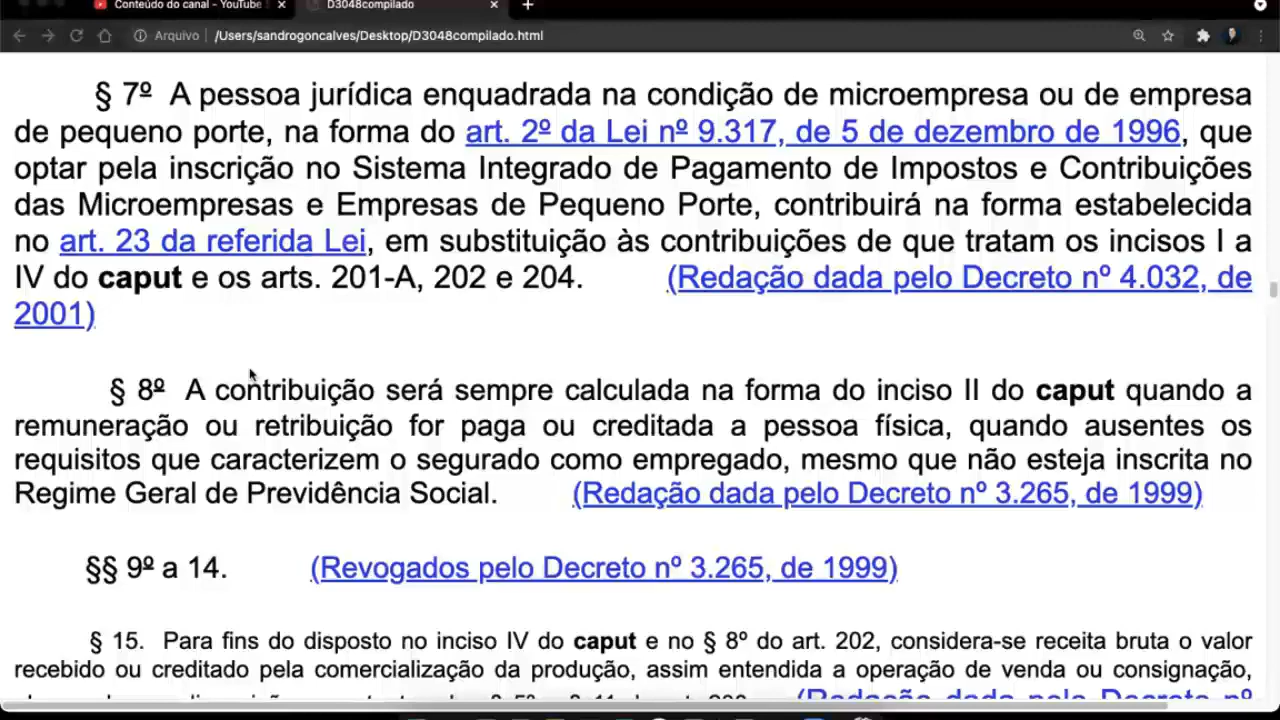 Conteúdo do canal - YouTube
D3048compilado
Arquivo
/Users/sandrogoncalves/Desktop/D3048compilado.html
§ 7º A pessoa jurídica enquadrada na condição de microempresa ou de empresa
de pequeno porte, na forma do art. 2º da Lei nº 9.317, de 5 de dezembro de 1996, que
optar pela inscrição no Sistema Integrado de Pagamento de Impostos e Contribuições
das Microempresas e Empresas de Pequeno Porte, contribuirá na forma estabelecida
no art. 23 da referida Lei, em substituição às contribuições de que tratam os incisos I a
IV do caput e os arts. 201-A, 202 e 204. (Redação dada pelo Decreto nº 4.032, de
2001)
§ 8º A contribuição será sempre calculada na forma do inciso II do caput quando a
remuneração ou retribuição for paga ou creditada a pessoa física, quando ausentes os
requisitos que caracterizem o segurado como empregado, mesmo que não esteja inscrita no
Regime Geral de Previdência Social. (Redação dada pelo Decreto nº 3.265, de 1999)
§§ 9º a 14. (Revogados pelo Decreto nº 3.265, de 1999)
§ 15. Para fins do disposto no inciso IV do caput e no § 8º do art. 202, considera-se receita bruta o valor
recebido ou creditado pela comercialização da produção, assim entendida a operação de venda ou consignação,
(Redação dada pelo Decreto nº